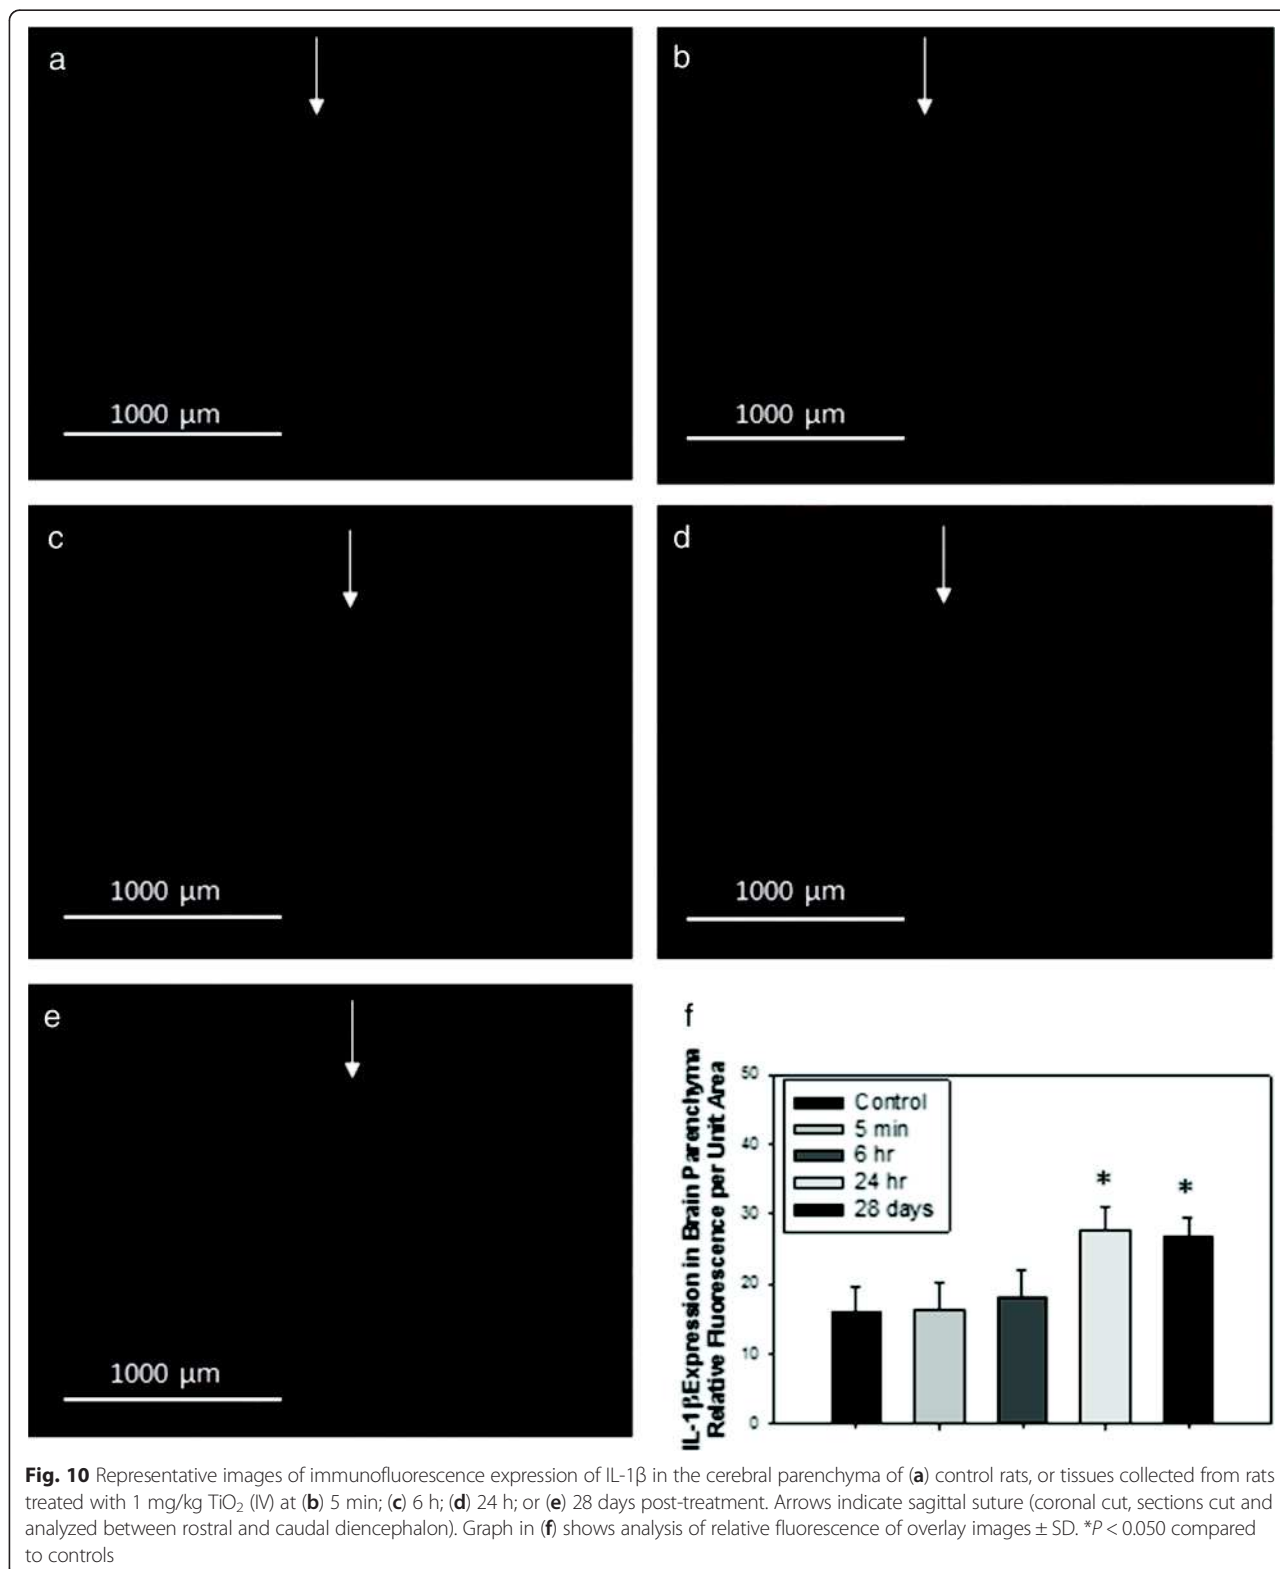 a
b
1000 μm
1000 μm
c
d
1000 μm
1000 μm
e
f
1000 μm
IL-1β Expression in Brain Parenchyma
Relative Fluorescence per Unit Area
50
40
30
20
10
0
Control
5 min
6 hr
24 hr
28 days
*
*
Fig. 10 Representative images of immunofluorescence expression of IL-1β in the cerebral parenchyma of (a) control rats, or tissues collected from rats
treated with 1 mg/kg TiO₂ (IV) at (b) 5 min; (c) 6 h; (d) 24 h; or (e) 28 days post-treatment. Arrows indicate sagittal suture (coronal cut, sections cut and
analyzed between rostral and caudal diencephalon). Graph in (f) shows analysis of relative fluorescence of overlay images ± SD. *P < 0.050 compared
to controls